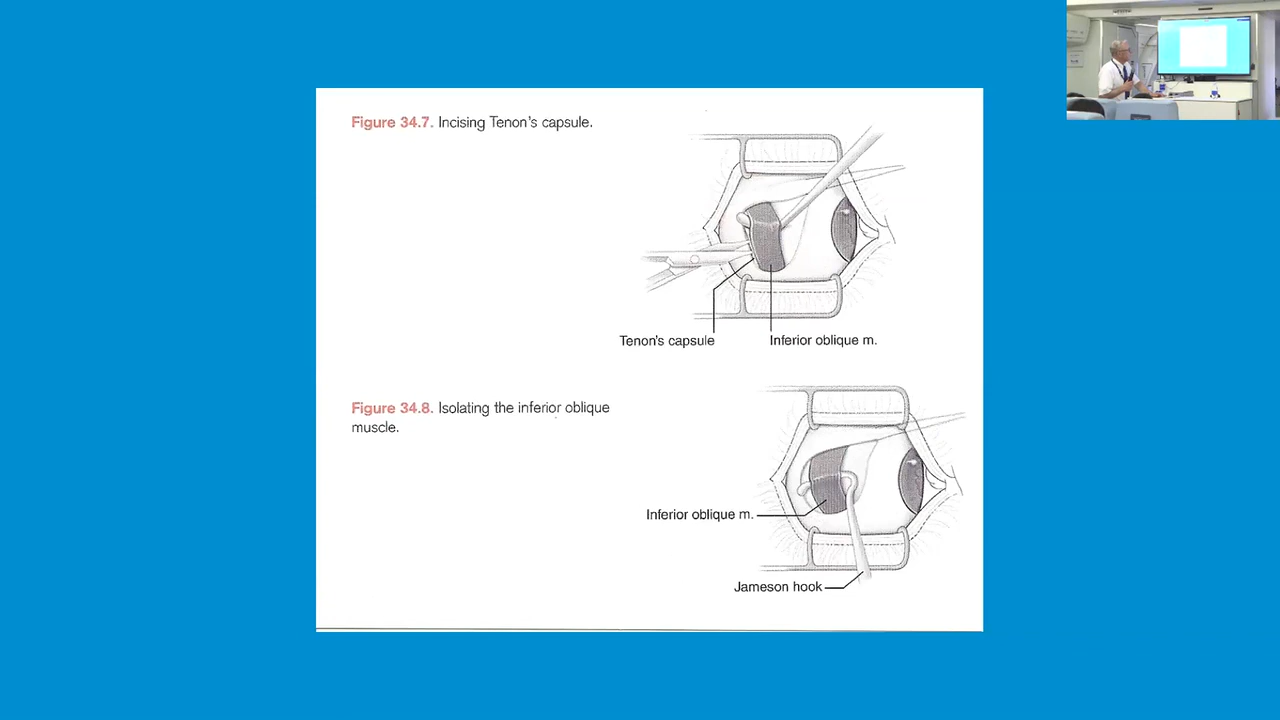 Figure 34.7. Incising Tenon's capsule.
Tenon's capsule
Inferior oblique m.
Figure 34.8. Isolating the inferior oblique
muscle.
Inferior oblique m.
Jameson hook